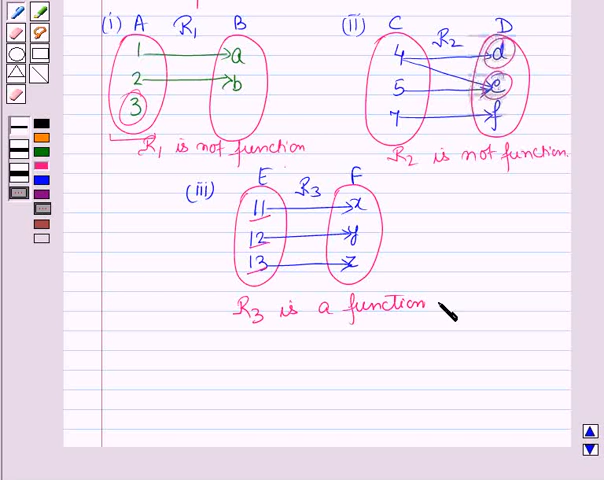 (i) A R1 B
1 a
2 b
3
R1 is not function
(ii) C R2 D
4 d
5 e
7 f
R2 is not function.
(iii) E R3 F
11 x
12 y
13 z
R3 is a function